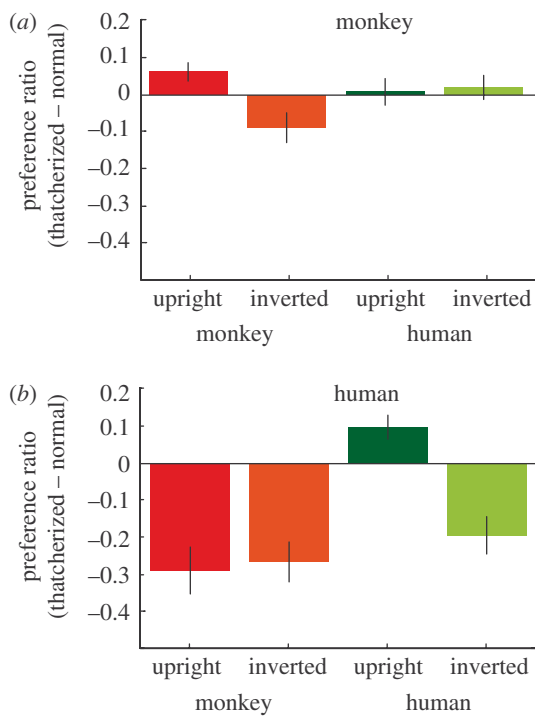 (a)
monkey
preference ratio
(thatcherized – normal)
0.2
0.1
0
–0.1
–0.2
–0.3
–0.4
upright inverted upright inverted
monkey human
(b)
human
preference ratio
(thatcherized – normal)
0.2
0.1
0
–0.1
–0.2
–0.3
–0.4
upright inverted upright inverted
monkey human